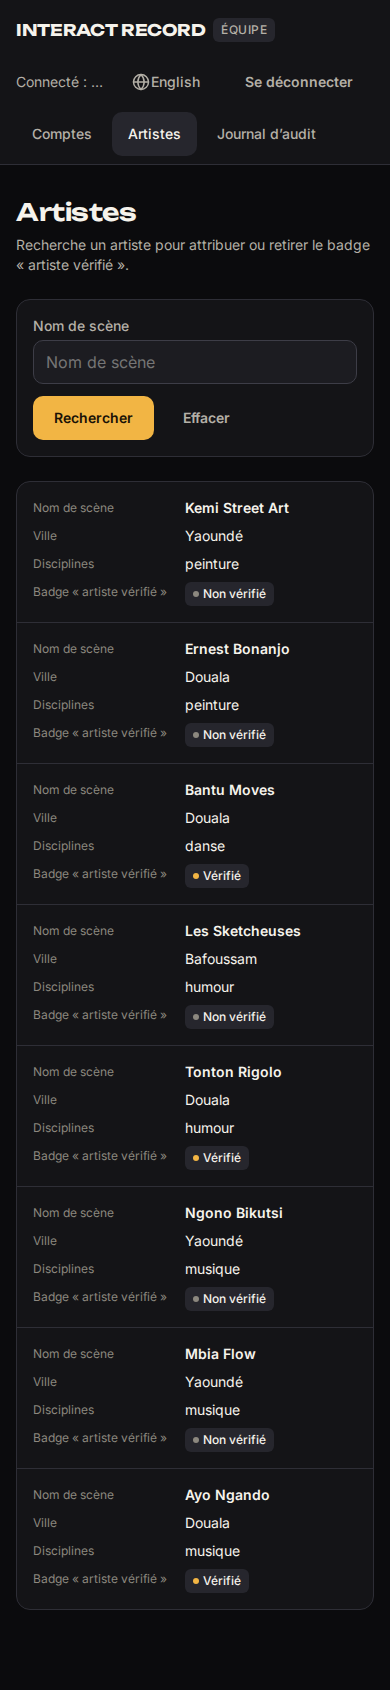 INTERACT RECORD ÉQUIPE
Connecté : ... English Se déconnecter
Comptes Artistes Journal d’audit
Artistes
Recherche un artiste pour attribuer ou retirer le badge
« artiste vérifié ».
Nom de scène
Nom de scène
Rechercher Effacer
Nom de scène Kemi Street Art
Ville Yaoundé
Disciplines peinture
Badge « artiste vérifié » Non vérifié
Nom de scène Ernest Bonanjo
Ville Douala
Disciplines peinture
Badge « artiste vérifié » Non vérifié
Nom de scène Bantu Moves
Ville Douala
Disciplines danse
Badge « artiste vérifié » Vérifié
Nom de scène Les Sketcheuses
Ville Bafoussam
Disciplines humour
Badge « artiste vérifié » Non vérifié
Nom de scène Tonton Rigolo
Ville Douala
Disciplines humour
Badge « artiste vérifié » Vérifié
Nom de scène Ngono Bikutsi
Ville Yaoundé
Disciplines musique
Badge « artiste vérifié » Non vérifié
Nom de scène Mbia Flow
Ville Yaoundé
Disciplines musique
Badge « artiste vérifié » Non vérifié
Nom de scène Ayo Ngando
Ville Douala
Disciplines musique
Badge « artiste vérifié » Vérifié